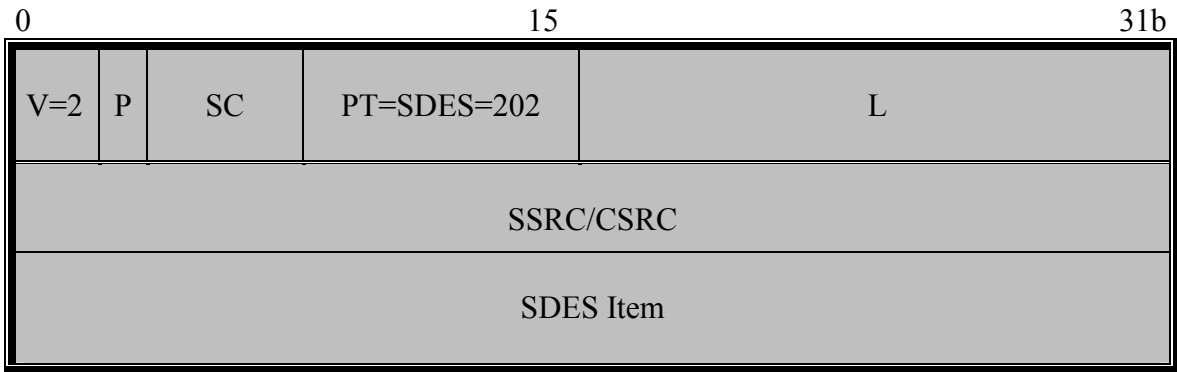 0 15 31b
V=2 P SC PT=SDES=202 L
SSRC/CSRC
SDES Item